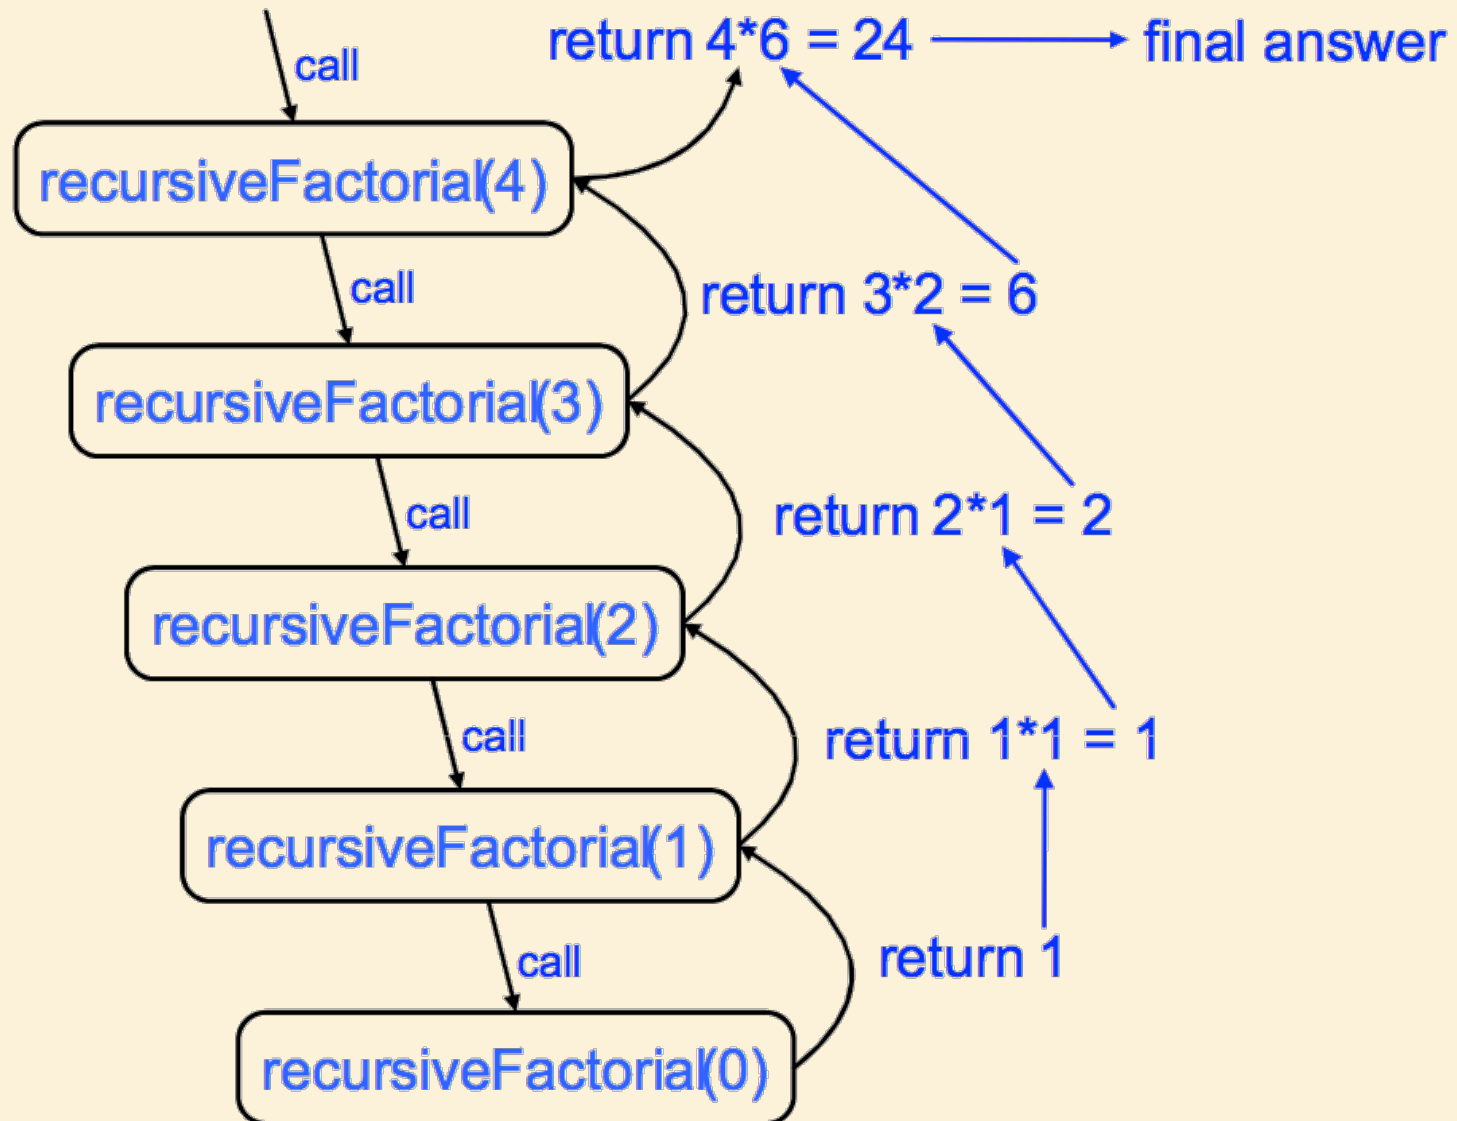 return 4*6 = 24 final answer
call
recursiveFactorial(4)
call
return 3*2 = 6
recursiveFactorial(3)
call
return 2*1 = 2
recursiveFactorial(2)
call
return 1*1 = 1
recursiveFactorial(1)
call
return 1
recursiveFactorial(0)